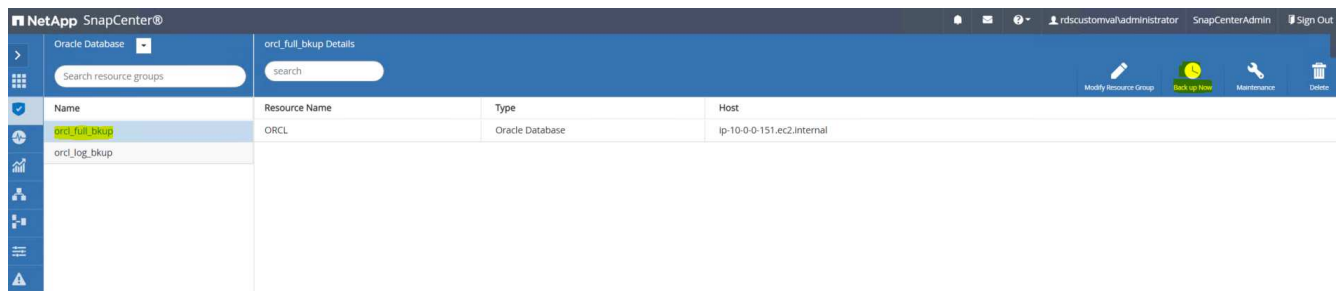 NetApp SnapCenter®
rdscustomval\administrator SnapCenterAdmin Sign Out
Oracle Database
Search resource groups
orcl_full_bkup Details
search
Modify Resource Group Back up Now Maintenance Delete
Name
orcl_full_bkup
orcl_log_bkup
Resource Name Type Host
ORCL Oracle Database ip-10-0-0-151.ec2.internal